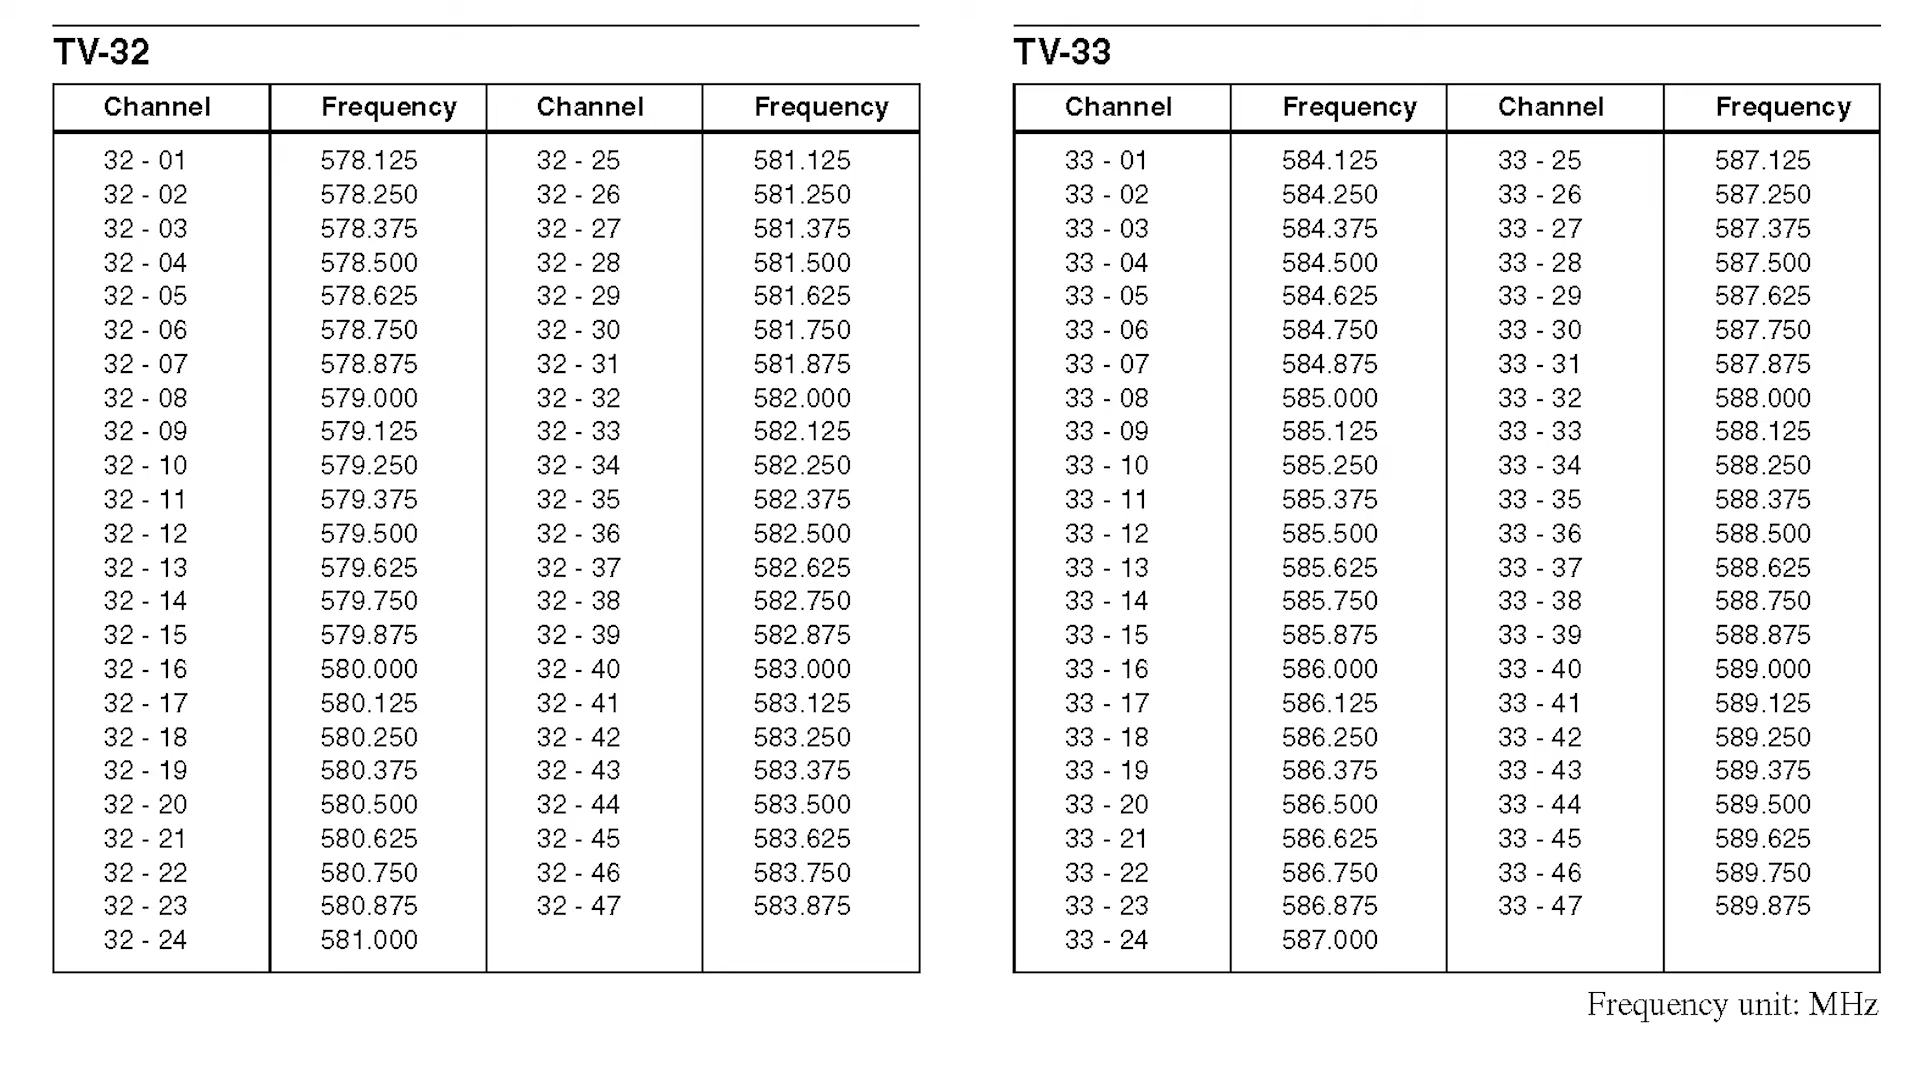 TV-32
Channel Frequency Channel Frequency
32 - 01 578.125 32 - 25 581.125
32 - 02 578.250 32 - 26 581.250
32 - 03 578.375 32 - 27 581.375
32 - 04 578.500 32 - 28 581.500
32 - 05 578.625 32 - 29 581.625
32 - 06 578.750 32 - 30 581.750
32 - 07 578.875 32 - 31 581.875
32 - 08 579.000 32 - 32 582.000
32 - 09 579.125 32 - 33 582.125
32 - 10 579.250 32 - 34 582.250
32 - 11 579.375 32 - 35 582.375
32 - 12 579.500 32 - 36 582.500
32 - 13 579.625 32 - 37 582.625
32 - 14 579.750 32 - 38 582.750
32 - 15 579.875 32 - 39 582.875
32 - 16 580.000 32 - 40 583.000
32 - 17 580.125 32 - 41 583.125
32 - 18 580.250 32 - 42 583.250
32 - 19 580.375 32 - 43 583.375
32 - 20 580.500 32 - 44 583.500
32 - 21 580.625 32 - 45 583.625
32 - 22 580.750 32 - 46 583.750
32 - 23 580.875 32 - 47 583.875
32 - 24 581.000
TV-33
Channel Frequency Channel Frequency
33 - 01 584.125 33 - 25 587.125
33 - 02 584.250 33 - 26 587.250
33 - 03 584.375 33 - 27 587.375
33 - 04 584.500 33 - 28 587.500
33 - 05 584.625 33 - 29 587.625
33 - 06 584.750 33 - 30 587.750
33 - 07 584.875 33 - 31 587.875
33 - 08 585.000 33 - 32 588.000
33 - 09 585.125 33 - 33 588.125
33 - 10 585.250 33 - 34 588.250
33 - 11 585.375 33 - 35 588.375
33 - 12 585.500 33 - 36 588.500
33 - 13 585.625 33 - 37 588.625
33 - 14 585.750 33 - 38 588.750
33 - 15 585.875 33 - 39 588.875
33 - 16 586.000 33 - 40 589.000
33 - 17 586.125 33 - 41 589.125
33 - 18 586.250 33 - 42 589.250
33 - 19 586.375 33 - 43 589.375
33 - 20 586.500 33 - 44 589.500
33 - 21 586.625 33 - 45 589.625
33 - 22 586.750 33 - 46 589.750
33 - 23 586.875 33 - 47 589.875
33 - 24 587.000
Frequency unit: MHz